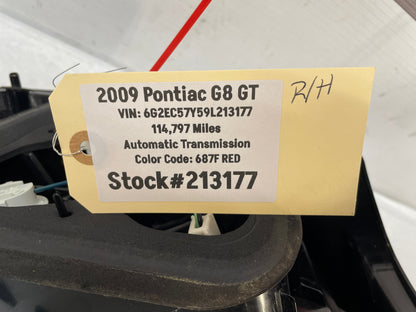 2009 Pontiac G8 GT
VIN: 6G2EC57Y59L213177
114,797 Miles
Automatic Transmission
Color Code: 687F RED
Stock#213177
R/H